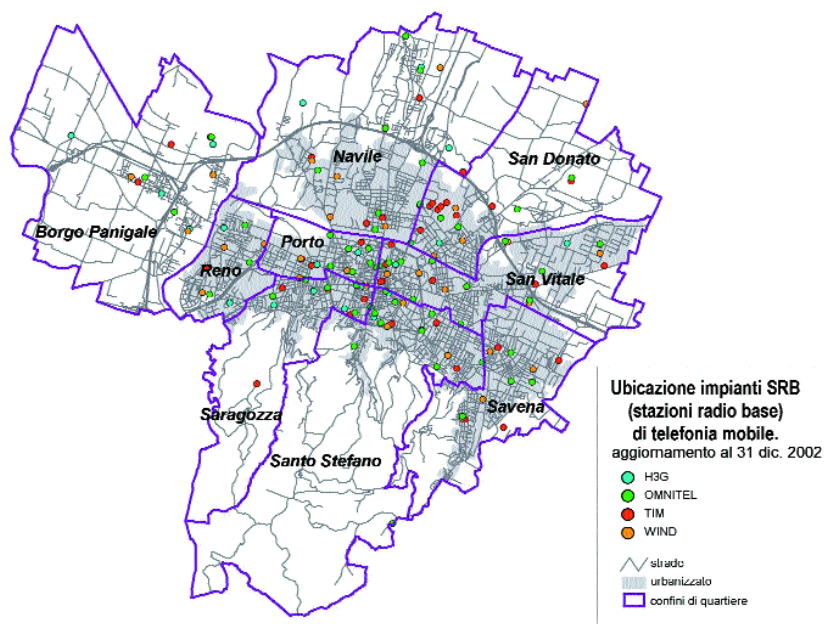 Navile
San Donato
Borgo Panigale
Porto
Reno
San Vitale
Saragozza
Savena
Santo Stefano
Ubicazione impianti SRB
(stazioni radio base)
di telefonia mobile.
aggiornamento al 31 dic. 2002
H3G
OMNITEL
TIM
WIND
strade
urbanizzato
confini di quartiere